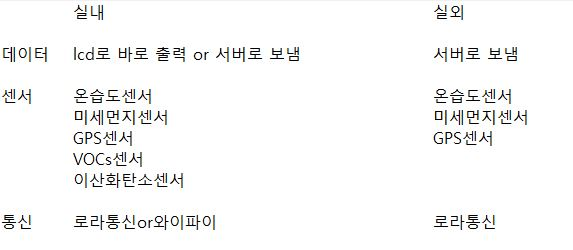 실내 실외
데이터 lcd로 바로 출력 or 서버로 보냄 서버로 보냄
센서 온습도센서 온습도센서
미세먼지센서 미세먼지센서
GPS센서 GPS센서
VOCs센서
이산화탄소센서
통신 로라통신or와이파이 로라통신